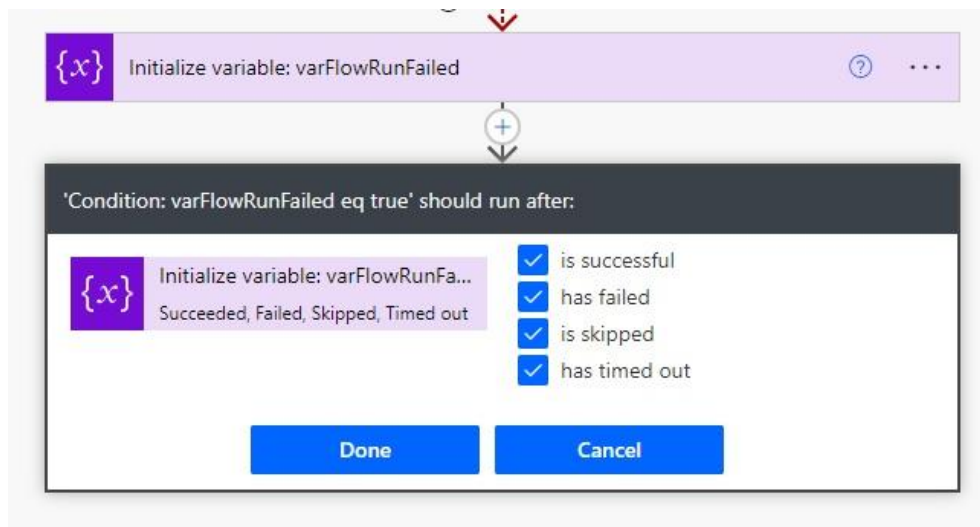 {x} Initialize variable: varFlowRunFailed ? ...
'Condition: varFlowRunFailed eq true' should run after:
{x} Initialize variable: varFlowRunFa...
Succeeded, Failed, Skipped, Timed out
is successful
has failed
is skipped
has timed out
Done Cancel